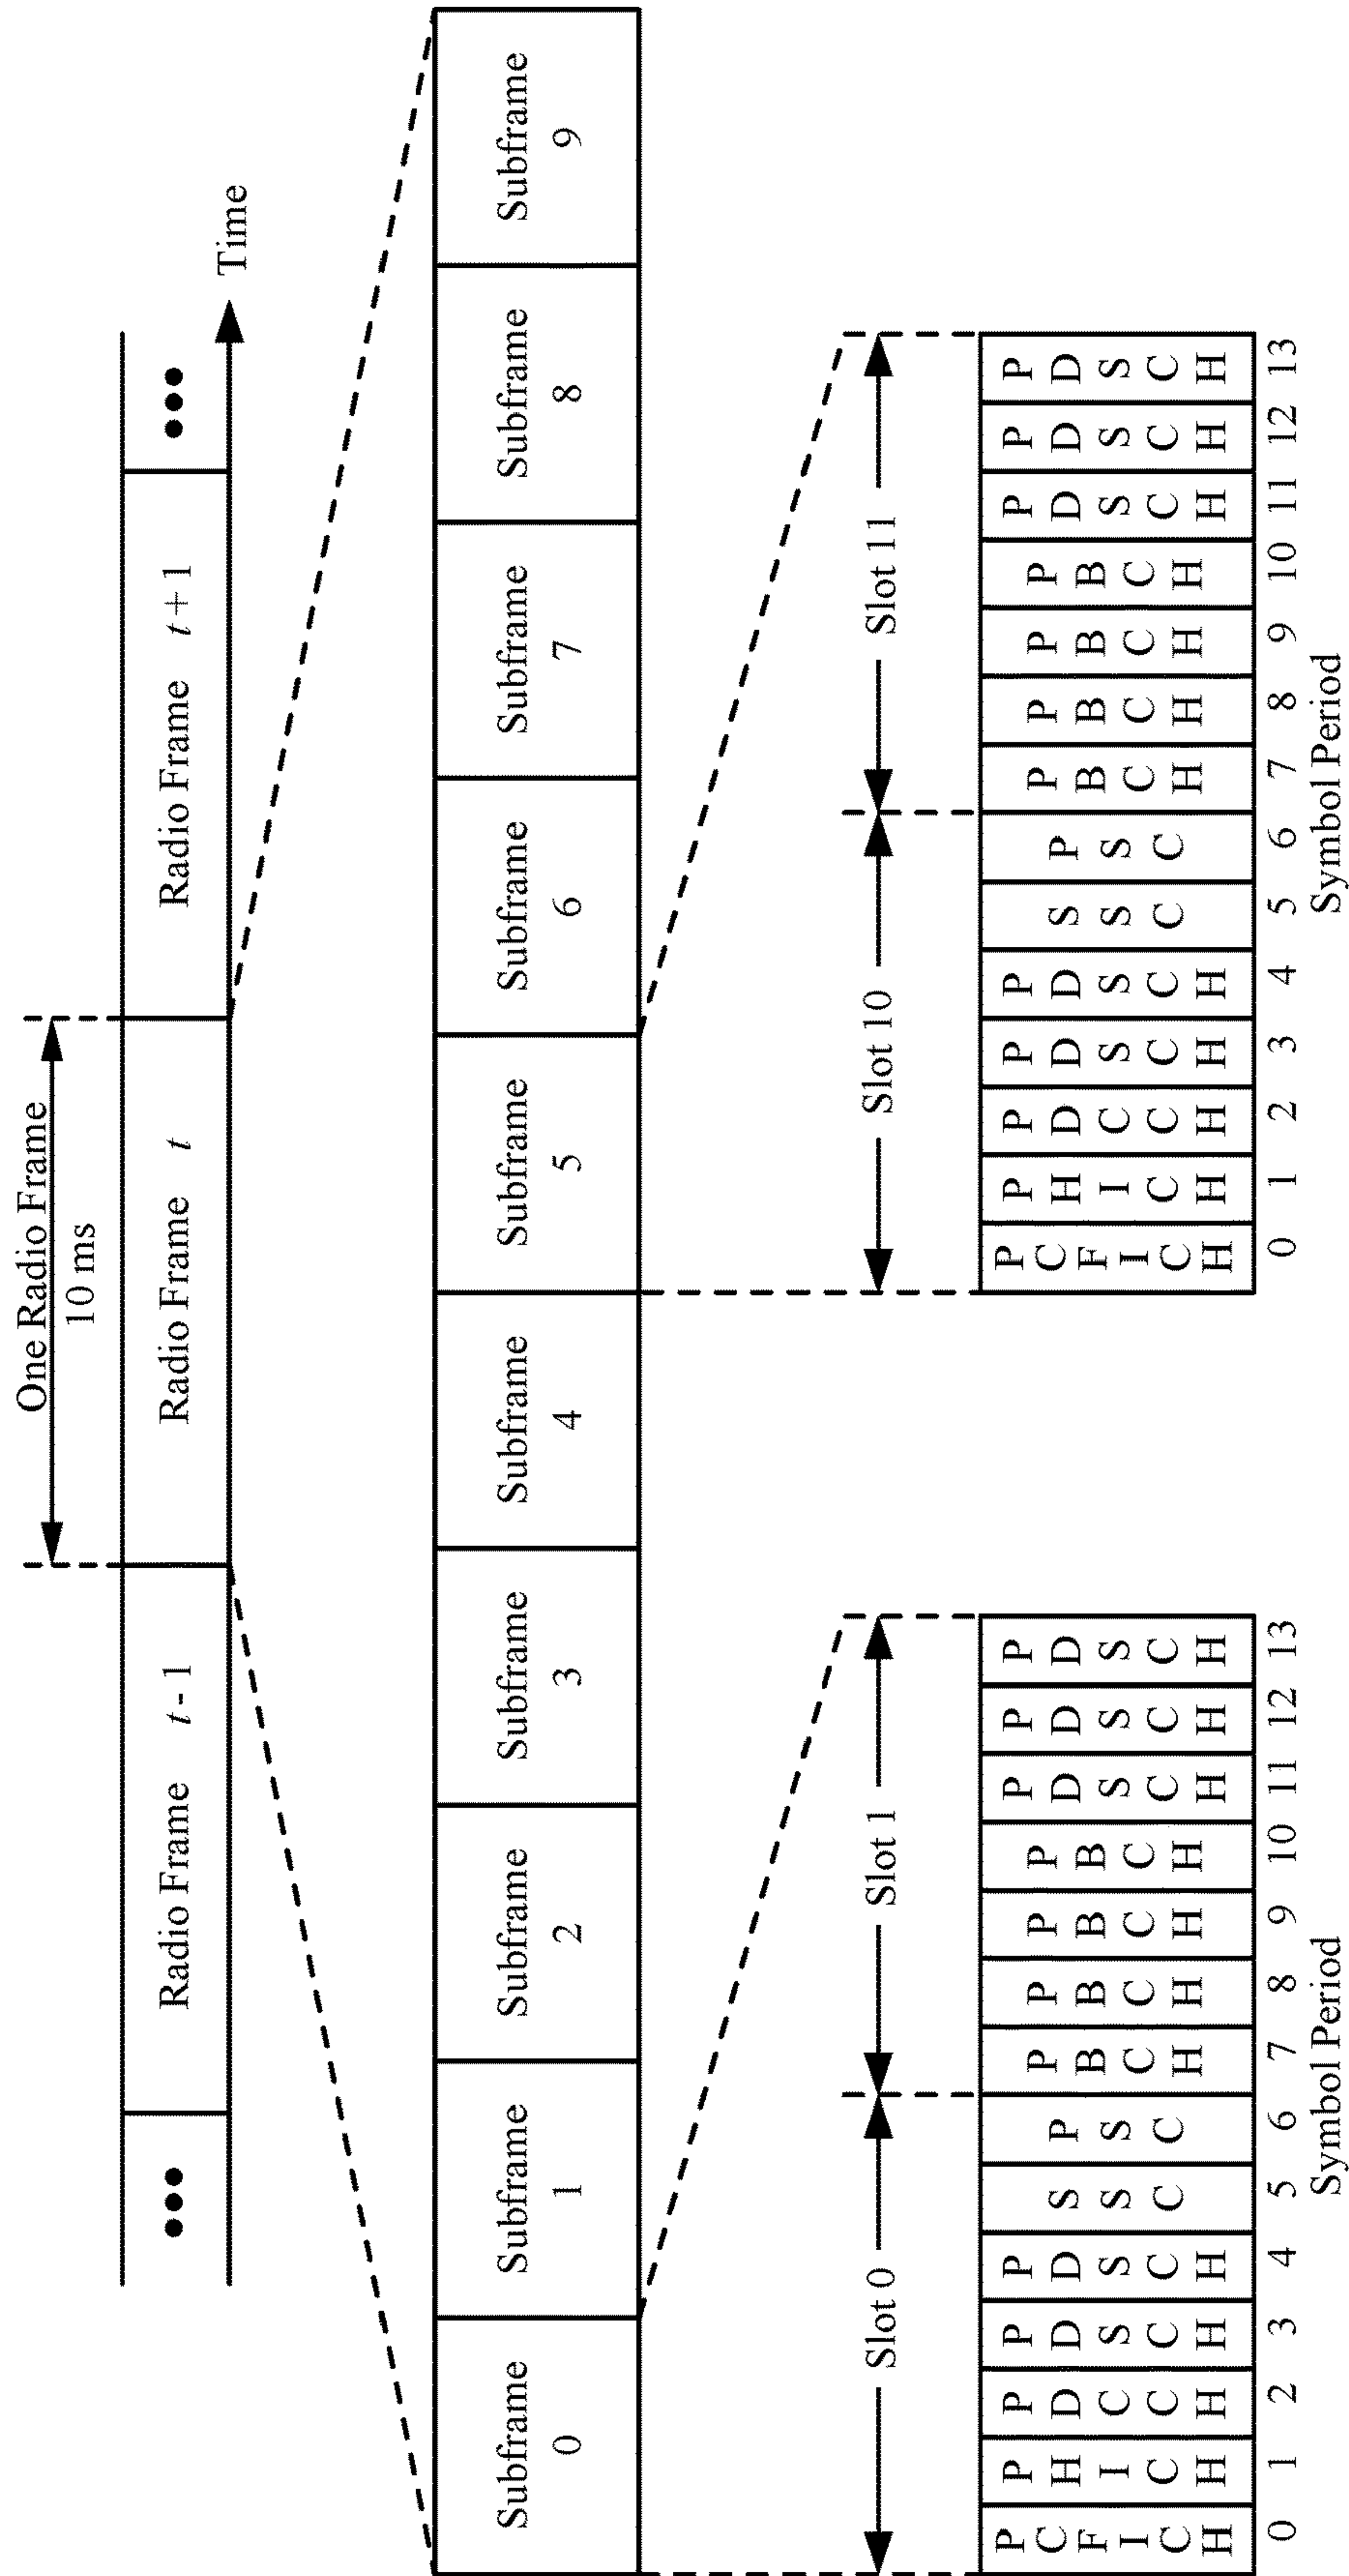 One Radio Frame
10 ms
••• Radio Frame t-1 Radio Frame t Radio Frame t+1 •••
Time
Subframe 0
Subframe 1
Subframe 2
Subframe 3
Subframe 4
Subframe 5
Subframe 6
Subframe 7
Subframe 8
Subframe 9
Slot 0 Slot 1
PCFICH PHICH PDCCH PDSCH PDSCH SSC PSC PBCH PBCH PBCH PBCH PDSCH PDSCH PDSCH
0 1 2 3 4 5 6 7 8 9 10 11 12 13
Symbol Period
Slot 10 Slot 11
PCFICH PHICH PDCCH PDSCH PDSCH SSC PSC PBCH PBCH PBCH PBCH PDSCH PDSCH PDSCH
0 1 2 3 4 5 6 7 8 9 10 11 12 13
Symbol Period